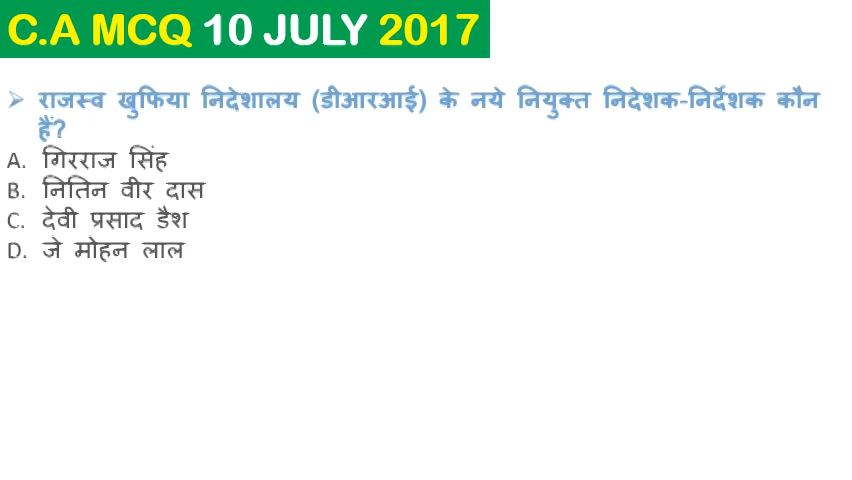 C.A MCQ 10 JULY 2017
➢ राजस्व खुफिया निदेशालय (डीआरआई) के नये नियुक्त निदेशक-निर्देशक कौन
हैं?
A. गिरराज सिंह
B. नितिन वीर दास
C. देवी प्रसाद डैश
D. जे मोहन लाल